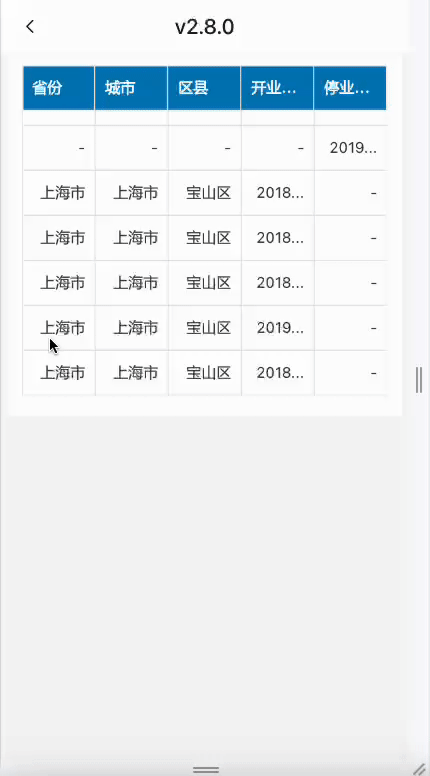 v2.8.0
省份 城市 区县 开业... 停业...
- - - - 2019...
上海市 上海市 宝山区 2018... -
上海市 上海市 宝山区 2018... -
上海市 上海市 宝山区 2018... -
上海市 上海市 宝山区 2019... -
上海市 上海市 宝山区 2018... -